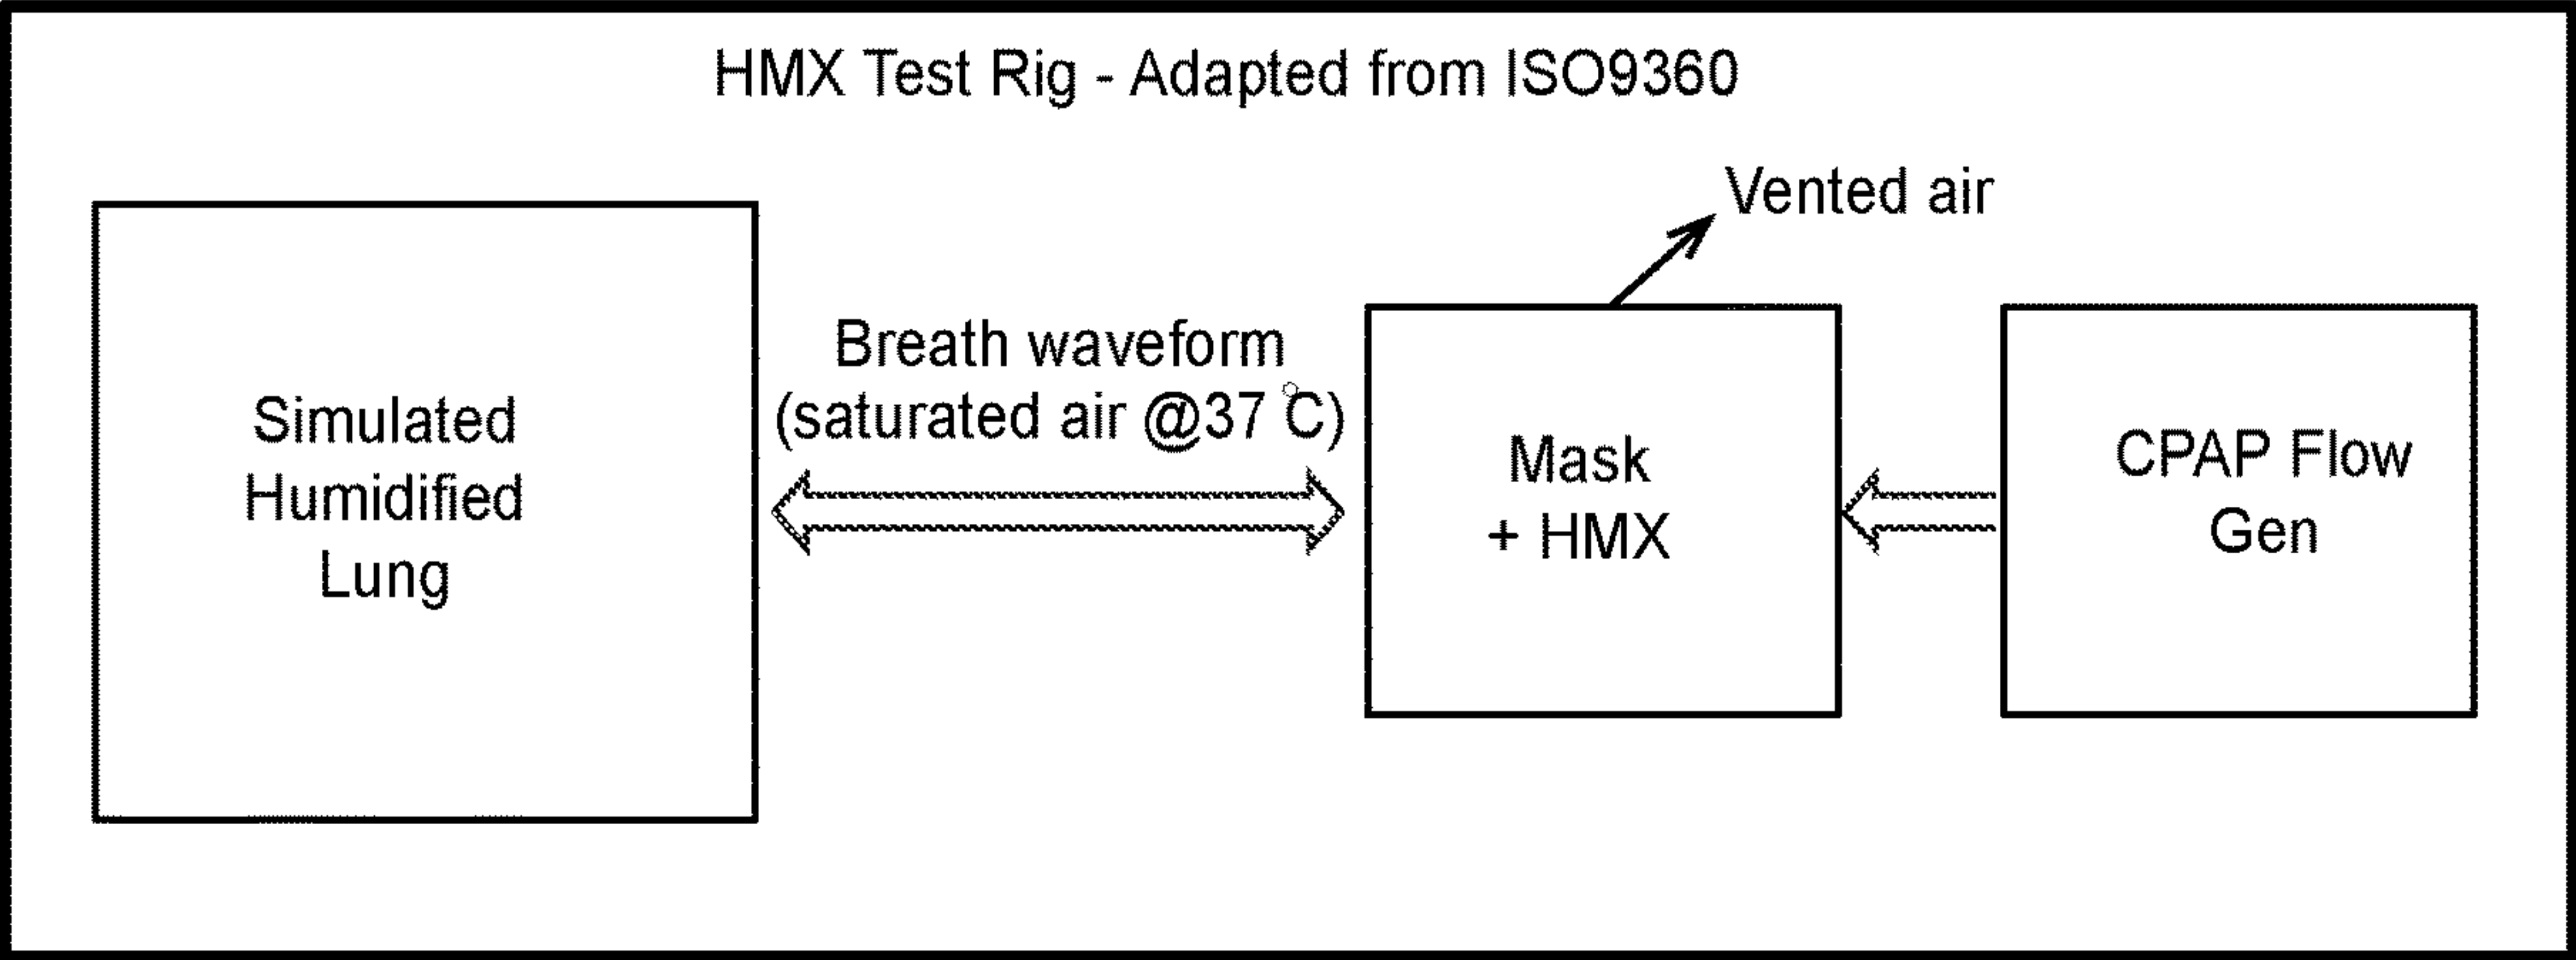 HMX Test Rig - Adapted from ISO9360
Vented air
Breath waveform
(saturated air @37 °C)
Simulated
Humidified
Lung
Mask
+ HMX
CPAP Flow
Gen